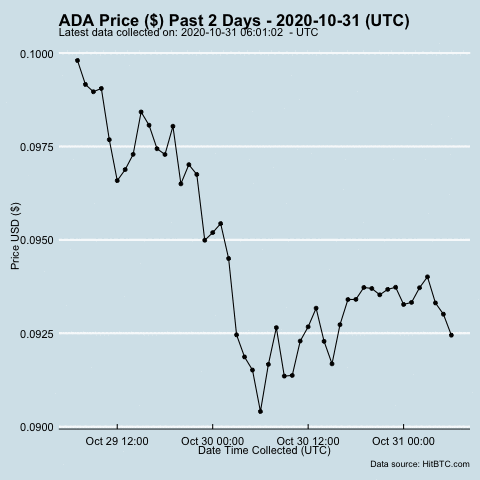 ADA Price ($) Past 2 Days - 2020-10-31 (UTC)
Latest data collected on: 2020-10-31 06:01:02 - UTC
0.1000
0.0975
0.0950
0.0925
0.0900
Price USD ($)
Oct 29 12:00
Oct 30 00:00
Oct 30 12:00
Oct 31 00:00
Date Time Collected (UTC)
Data source: HitBTC.com